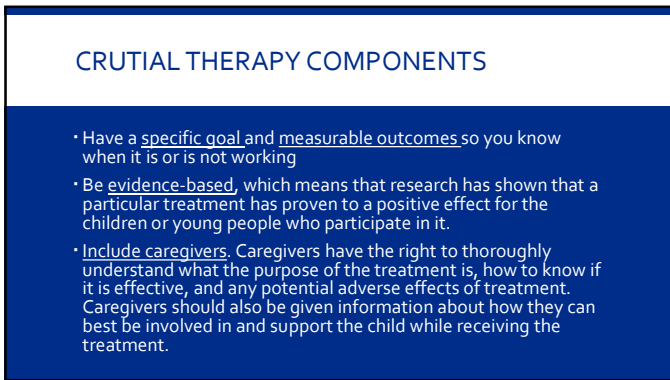 CRUTIAL THERAPY COMPONENTS
▪ Have a specific goal and measurable outcomes so you know
when it is or is not working
▪ Be evidence-based, which means that research has shown that a
particular treatment has proven to a positive effect for the
children or young people who participate in it.
▪ Include caregivers. Caregivers have the right to thoroughly
understand what the purpose of the treatment is, how to know if
it is effective, and any potential adverse effects of treatment.
Caregivers should also be given information about how they can
best be involved in and support the child while receiving the
treatment.